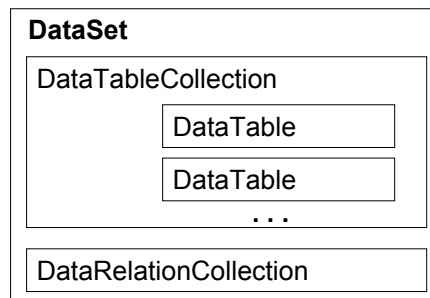 DataSet
DataTableCollection
DataTable
DataTable
. . .
DataRelationCollection